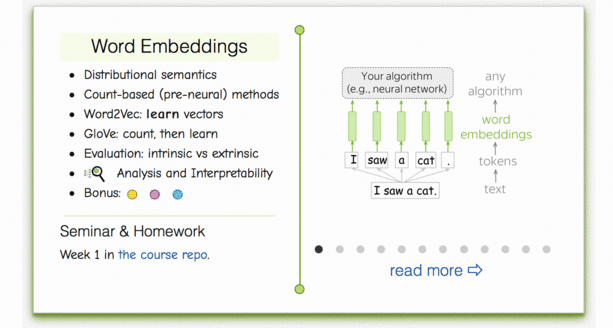 Word Embeddings
Distributional semantics
Count-based (pre-neural) methods
Word2Vec: learn vectors
GloVe: count, then learn
Evaluation: intrinsic vs extrinsic
Analysis and Interpretability
Bonus:
Seminar & Homework
Week 1 in the course repo.
Your algorithm
(e.g., neural network)
I saw a cat .
I saw a cat.
any
algorithm
word
embeddings
tokens
text
read more ⇨